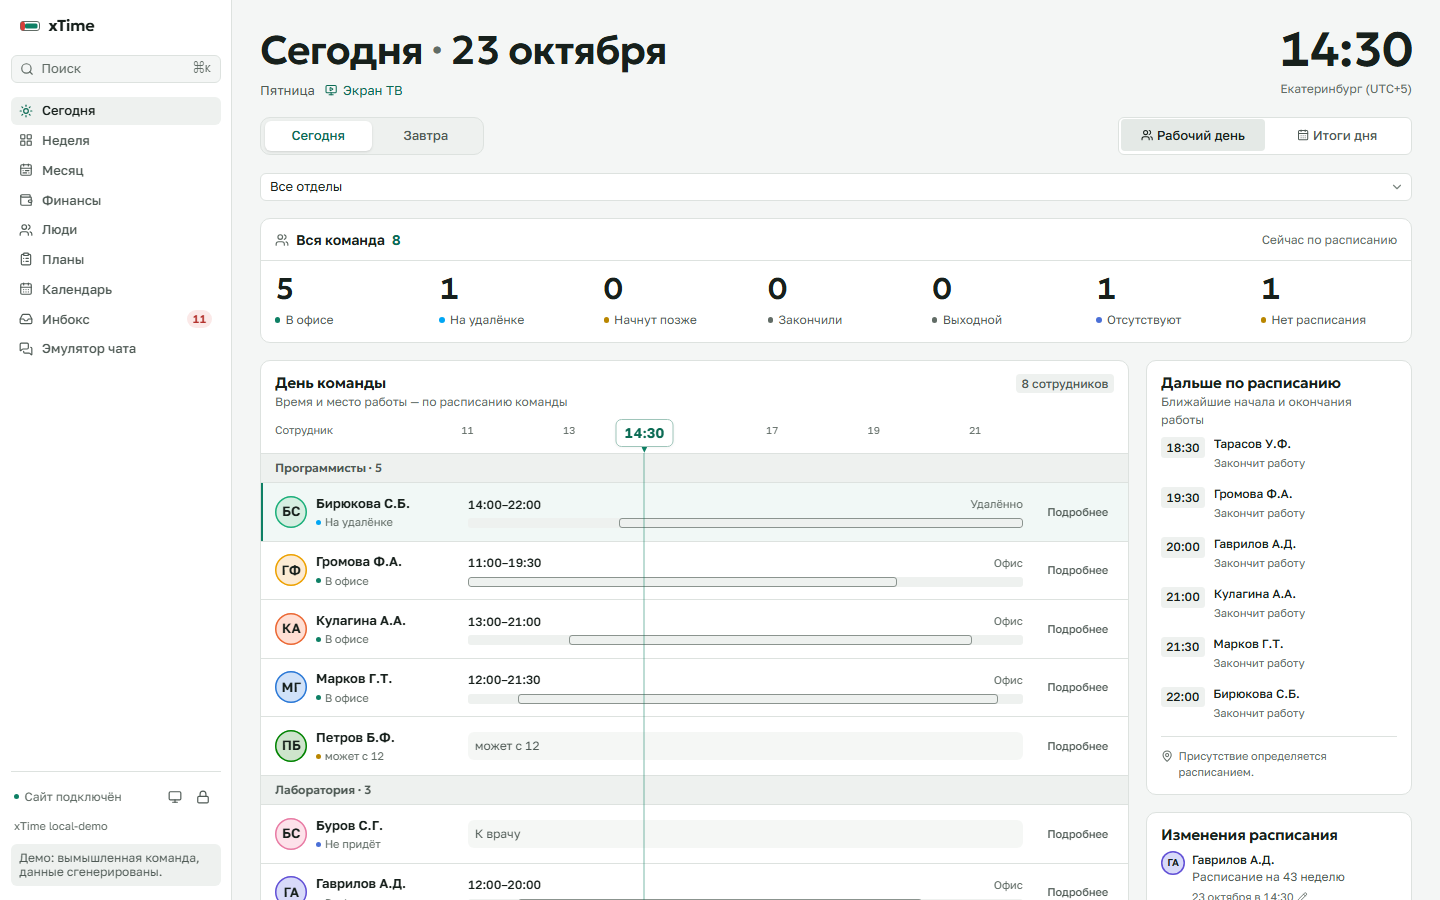 xTime
Поиск
⌘K
Сегодня
Неделя
Месяц
Финансы
Люди
Планы
Календарь
Инбокс 11
Эмулятор чата
Сайт подключён
xTime local-demo
Демо: вымышленная команда,
данные сгенерированы.
Сегодня · 23 октября
Пятница
Экран ТВ
14:30
Екатеринбург (UTC+5)
Сегодня
Завтра
Рабочий день
Итоги дня
Все отделы
Вся команда 8
Сейчас по расписанию
5
В офисе
1
На удалёнке
0
Начнут позже
0
Закончили
0
Выходной
1
Отсутствуют
1
Нет расписания
День команды
8 сотрудников
Время и место работы — по расписанию команды
Сотрудник 11 13 14:30 17 19 21
Программисты · 5
БС
Бирюкова С.Б.
На удалёнке
14:00–22:00
Удалённо
Подробнее
ГФ
Громова Ф.А.
В офисе
11:00–19:30
Офис
Подробнее
КА
Кулагина А.А.
В офисе
13:00–21:00
Офис
Подробнее
МГ
Марков Г.Т.
В офисе
12:00–21:30
Офис
Подробнее
ПБ
Петров Б.Ф.
может с 12
может с 12
Подробнее
Лаборатория · 3
БС
Буров С.Г.
Не придёт
К врачу
Подробнее
ГА
Гаврилов А.Д.
12:00–20:00
Офис
Подробнее
Дальше по расписанию
Ближайшие начала и окончания
работы
18:30
Тарасов У.Ф.
Закончит работу
19:30
Громова Ф.А.
Закончит работу
20:00
Гаврилов А.Д.
Закончит работу
21:00
Кулагина А.А.
Закончит работу
21:30
Марков Г.Т.
Закончит работу
22:00
Бирюкова С.Б.
Закончит работу
Присутствие определяется
расписанием.
Изменения расписания
ГА
Гаврилов А.Д.
Расписание на 43 неделю
23 октября в 14:30